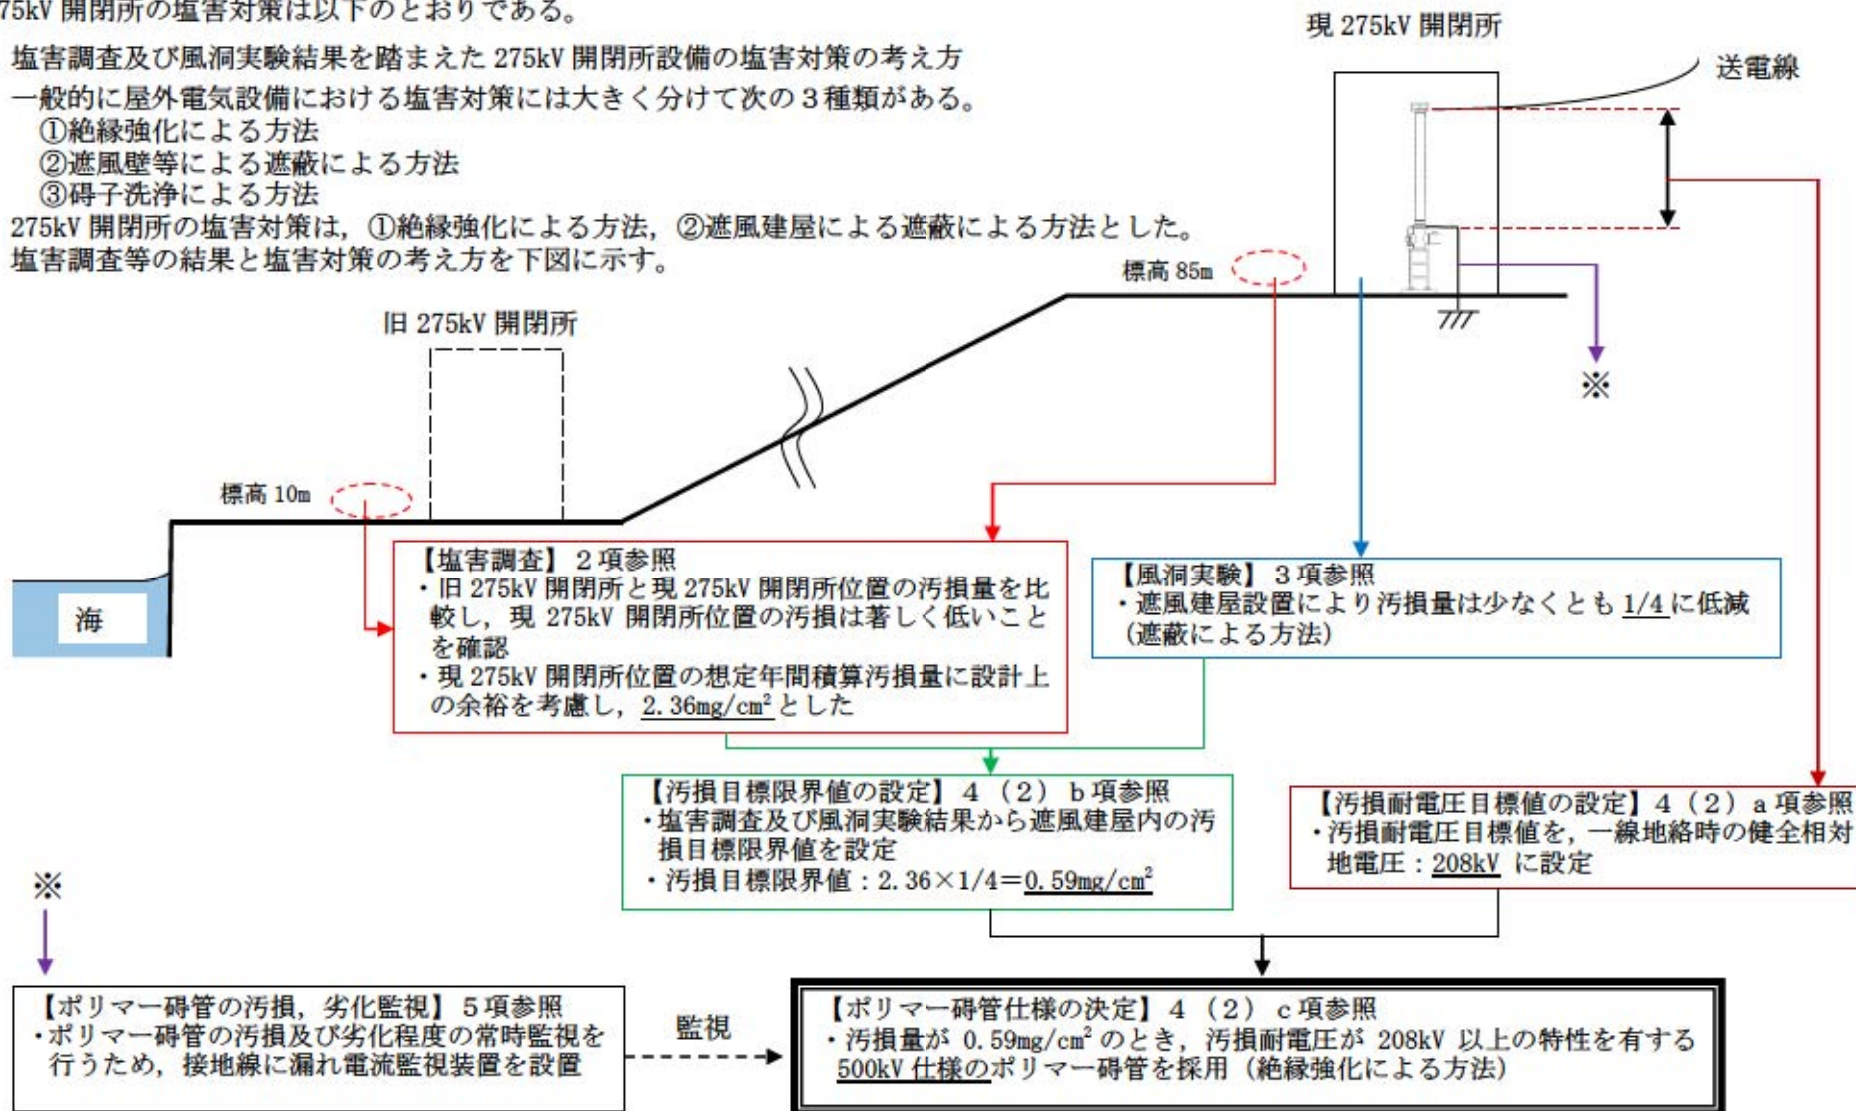 75kV 開閉所の塩害対策は以下のとおりである。
塩害調査及び風洞実験結果を踏まえた 275kV 開閉所設備の塩害対策の考え方
一般的に屋外電気設備における塩害対策には大きく分けて次の3種類がある。
①絶縁強化による方法
②遮風壁等による遮蔽による方法
③碍子洗浄による方法
275kV 開閉所の塩害対策は，①絶縁強化による方法，②遮風建屋による遮蔽による方法とした。
塩害調査等の結果と塩害対策の考え方を下図に示す。
現 275kV 開閉所
送電線
標高 85m
※
旧 275kV 開閉所
標高 10m
海
【塩害調査】２項参照
・旧 275kV 開閉所と現 275kV 開閉所位置の汚損量を比
較し，現 275kV 開閉所位置の汚損は著しく低いこと
を確認
・現 275kV 開閉所位置の想定年間積算汚損量に設計上
の余裕を考慮し，2.36mg/cm²とした
【風洞実験】３項参照
・遮風建屋設置により汚損量は少なくとも 1/4 に低減
（遮蔽による方法）
【汚損目標限界値の設定】４（２）ｂ項参照
・塩害調査及び風洞実験結果から遮風建屋内の汚
損目標限界値を設定
・汚損目標限界値：2.36×1/4＝0.59mg/cm²
【汚損耐電圧目標値の設定】４（２）ａ項参照
・汚損耐電圧目標値を，一線地絡時の健全相対
地電圧：208kV に設定
※
【ポリマー碍管の汚損，劣化監視】５項参照
・ポリマー碍管の汚損及び劣化程度の常時監視を
行うため，接地線に漏れ電流監視装置を設置
監視
【ポリマー碍管仕様の決定】４（２）ｃ項参照
・汚損量が 0.59mg/cm²のとき，汚損耐電圧が 208kV 以上の特性を有する
500kV 仕様のポリマー碍管を採用（絶縁強化による方法）